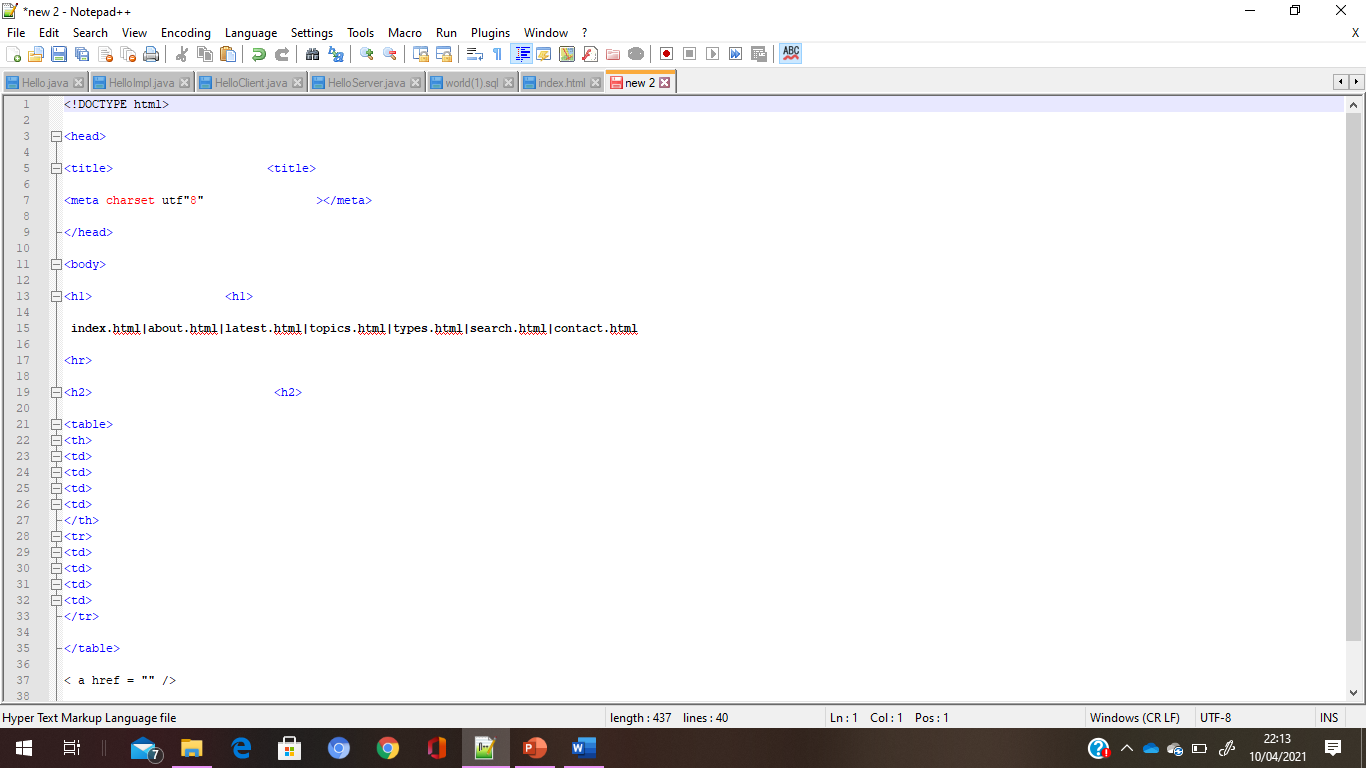 *new 2 - Notepad++
File Edit Search View Encoding Language Settings Tools Macro Run Plugins Window ? X
ABC
Hello.java HelloImpl.java HelloClient.java HelloServer.java world(1).sql index.html new 2
1 <!DOCTYPE html>
2
3 <head>
4
5 <title> <title>
6
7 <meta charset utf"8" ></meta>
8
9 </head>
10
11 <body>
12
13 <h1> <h1>
14
15 index.html|about.html|latest.html|topics.html|types.html|search.html|contact.html
16
17 <hr>
18
19 <h2> <h2>
20
21 <table>
22 <th>
23 <td>
24 <td>
25 <td>
26 <td>
27 </th>
28 <tr>
29 <td>
30 <td>
31 <td>
32 <td>
33 </tr>
34
35 </table>
36
37 < a href = "" />
38
Hyper Text Markup Language file length : 437 lines : 40 Ln : 1 Col : 1 Pos : 1 Windows (CR LF) UTF-8 INS
7 22:13
10/04/2021